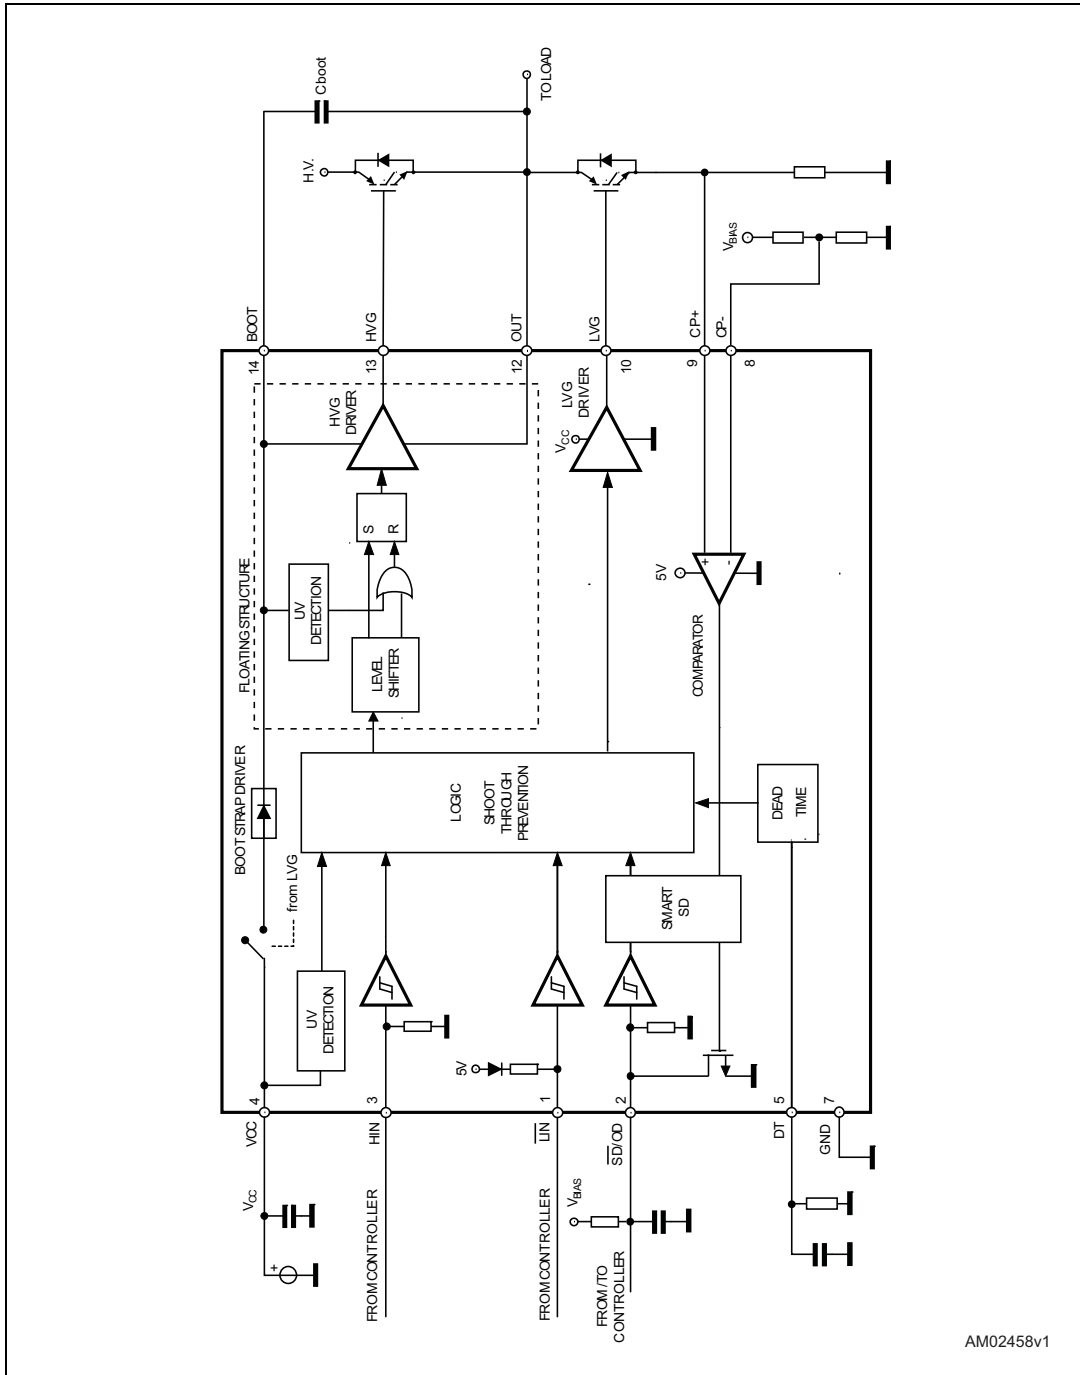 Cboot
TO LOAD
H.V.
VBIAS
BOOT
HVG
OUT
LVG
CP+
CP-
14
13
12
10
9
8
HVG
DRIVER
LVG
DRIVER
VCC
S
R
FLOATING STRUCTURE
UV
DETECTION
LEVEL
SHIFTER
5V
+
-
COMPARATOR
BOOTSTRAP DRIVER
from LVG
LOGIC
SHOOT
THROUGH
PREVENTION
DEAD
TIME
SMART
SD
UV
DETECTION
5V
4
3
1
2
5
7
VCC
HIN
LIN
SD/OD
DT
GND
VCC
+
VBIAS
FROM CONTROLLER
FROM CONTROLLER
FROM/TO
CONTROLLER
AM02458v1